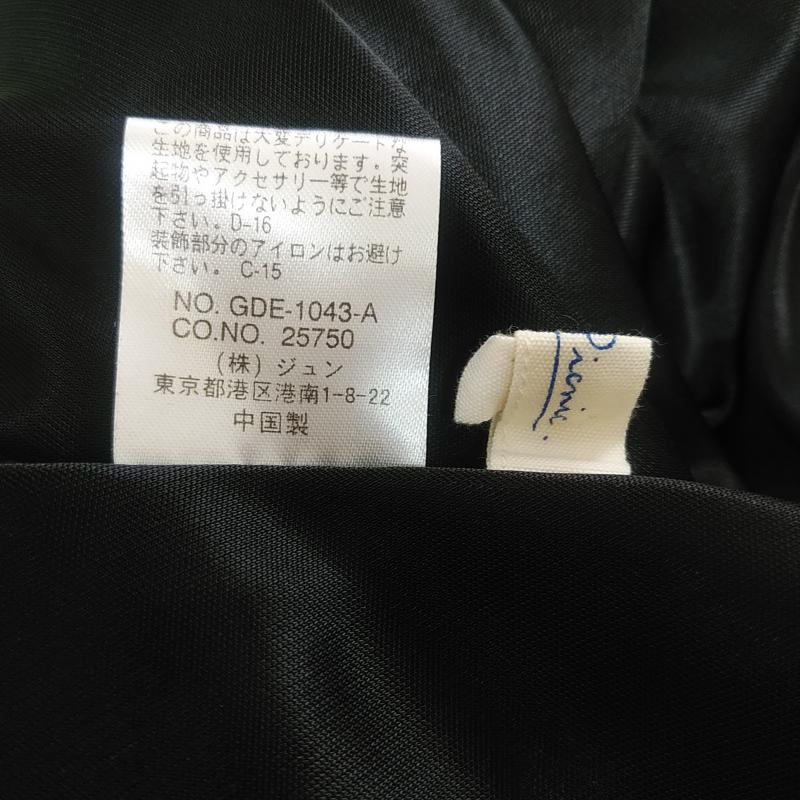 この商品は大変デリケートな
生地を使用しております。突
起物やアクセサリー等で生地
を引っ掛けないようにご注意
下さい。D-16
装飾部分のアイロンはお避け
下さい。 C-15
NO. GDE-1043-A
CO.NO. 25750
(株) ジュン
東京都港区港南1-8-22
中国製
Picnic.